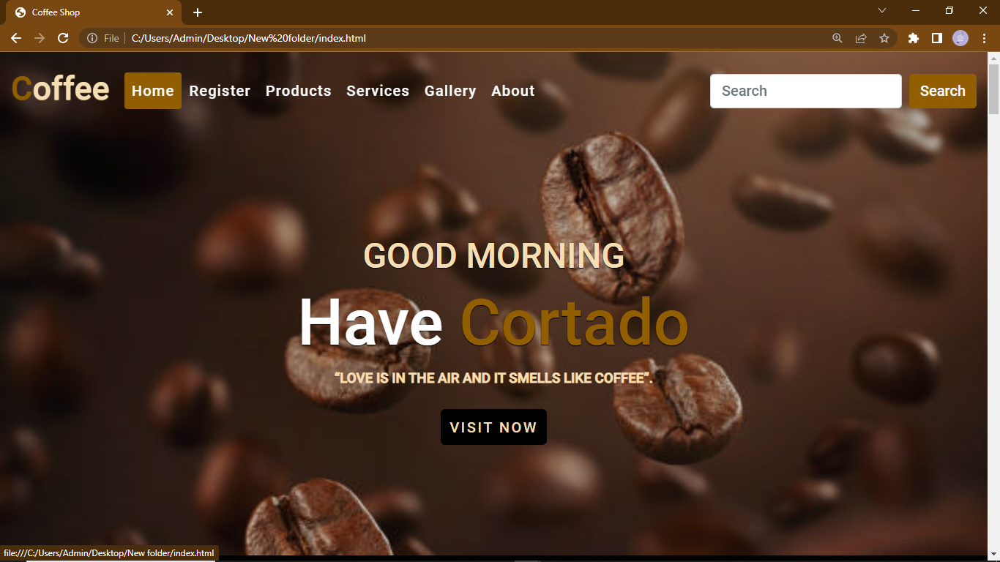 Coffee Shop
File
C:/Users/Admin/Desktop/New%20folder/index.html
Coffee Home Register Products Services Gallery About Search Search
GOOD MORNING
Have Cortado
“LOVE IS IN THE AIR AND IT SMELLS LIKE COFFEE”.
VISIT NOW
file:///C:/Users/Admin/Desktop/New folder/index.html